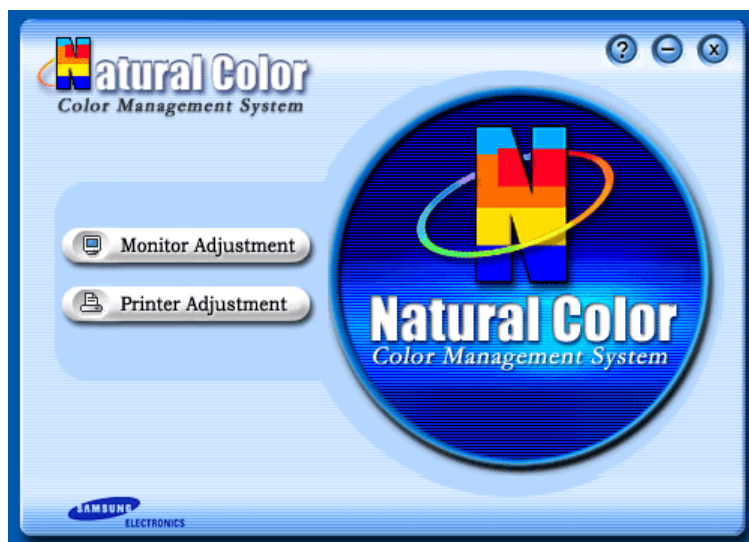 Natural Color
Color Management System
?
Monitor Adjustment
Printer Adjustment
N
Natural Color
Color Management System
SAMSUNG
ELECTRONICS